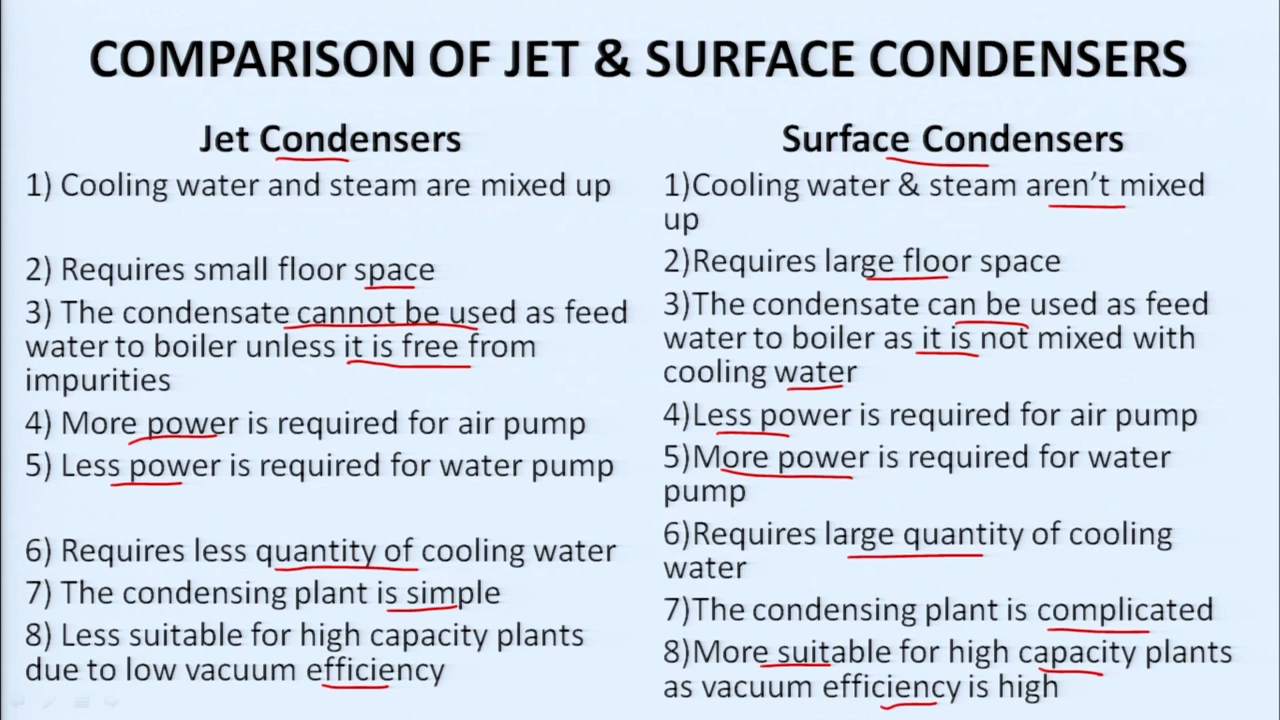 COMPARISON OF JET & SURFACE CONDENSERS
Jet Condensers
1) Cooling water and steam are mixed up
2) Requires small floor space
3) The condensate cannot be used as feed
water to boiler unless it is free from
impurities
4) More power is required for air pump
5) Less power is required for water pump
6) Requires less quantity of cooling water
7) The condensing plant is simple
8) Less suitable for high capacity plants
due to low vacuum efficiency
Surface Condensers
1)Cooling water & steam aren’t mixed
up
2)Requires large floor space
3)The condensate can be used as feed
water to boiler as it is not mixed with
cooling water
4)Less power is required for air pump
5)More power is required for water
pump
6)Requires large quantity of cooling
water
7)The condensing plant is complicated
8)More suitable for high capacity plants
as vacuum efficiency is high